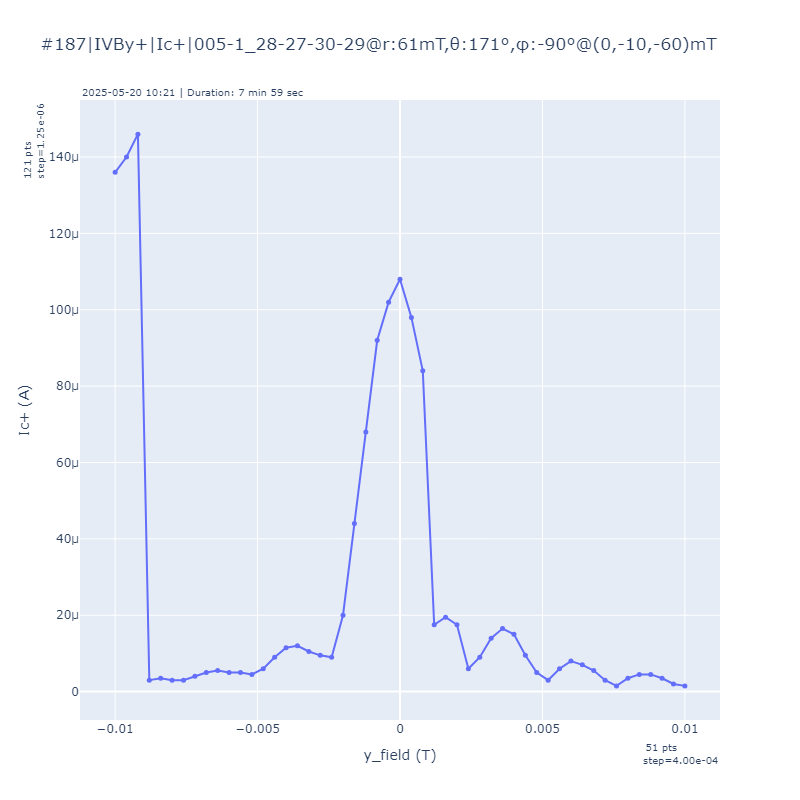 #187|IVBy+|Ic+|005-1_28-27-30-29@r:61mT,θ:171°,φ:-90°@(0,-10,-60)mT
2025-05-20 10:21 | Duration: 7 min 59 sec
121 pts
step=1.25e-06
140μ
120μ
100μ
80μ
60μ
40μ
20μ
0
Ic+ (A)
−0.01
−0.005
0
0.005
0.01
y_field (T)
51 pts
step=4.00e-04